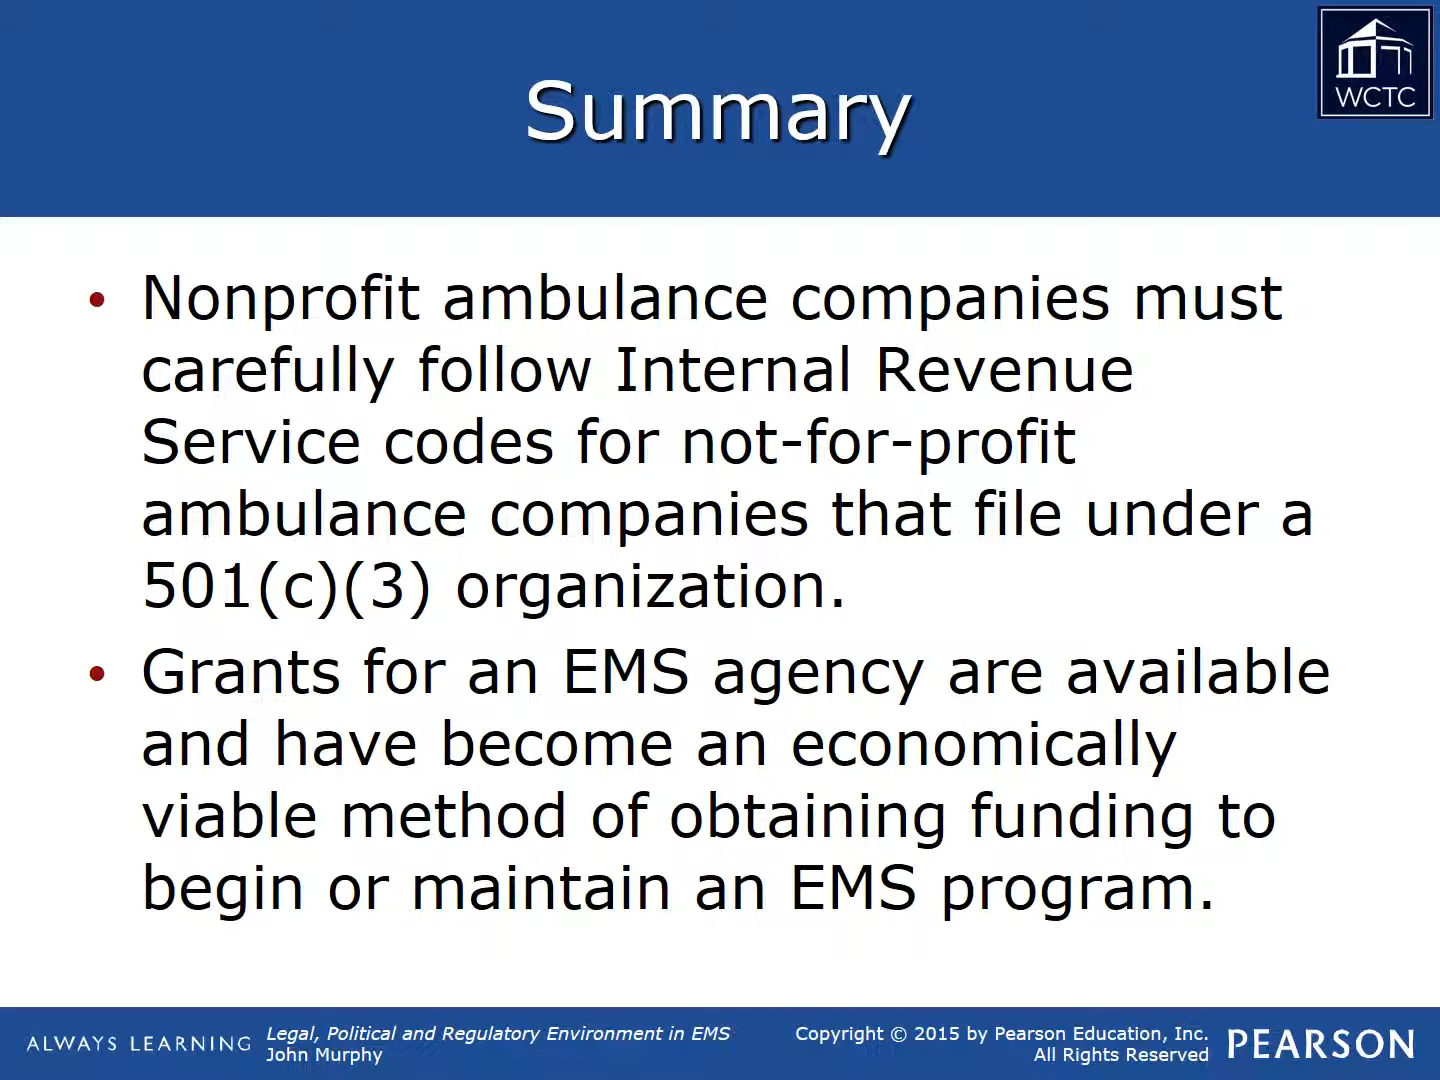 WCTC
Summary
• Nonprofit ambulance companies must
carefully follow Internal Revenue
Service codes for not-for-profit
ambulance companies that file under a
501(c)(3) organization.
• Grants for an EMS agency are available
and have become an economically
viable method of obtaining funding to
begin or maintain an EMS program.
ALWAYS LEARNING
Legal, Political and Regulatory Environment in EMS
John Murphy
Copyright © 2015 by Pearson Education, Inc.
All Rights Reserved
PEARSON